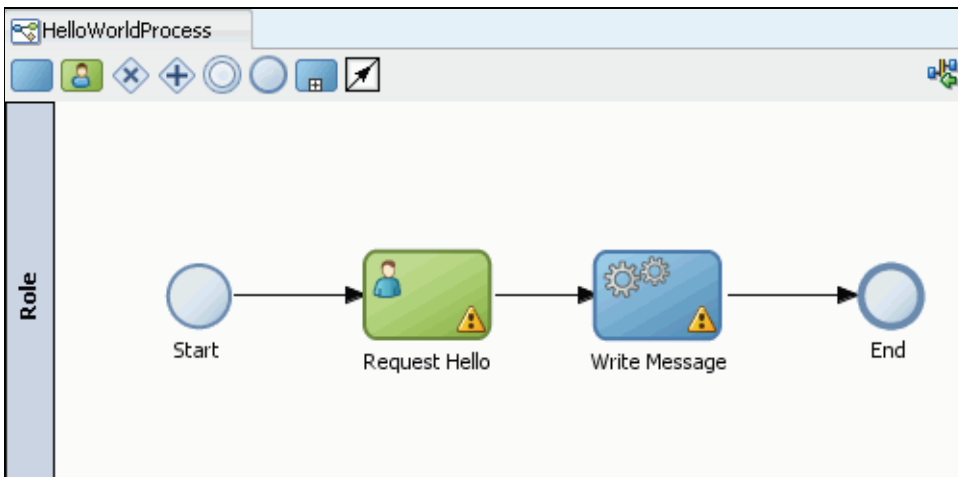 HelloWorldProcess
Role
Start
Request Hello
Write Message
End